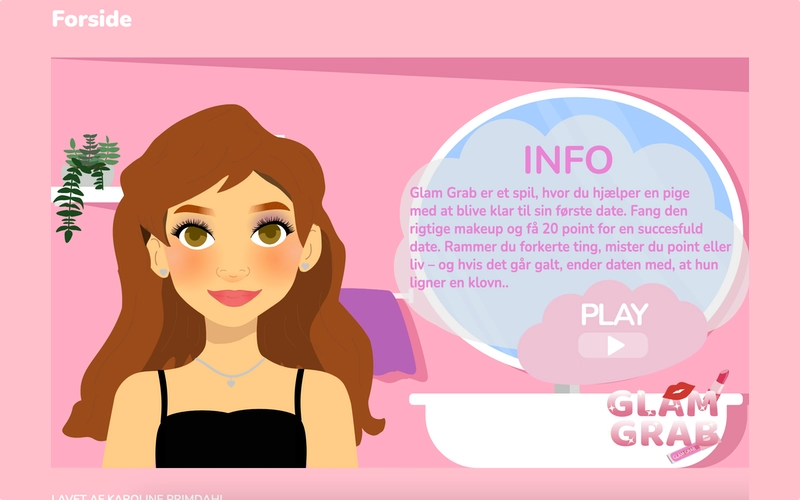 Forside
INFO
Glam Grab er et spil, hvor du hjælper en pige
med at blive klar til sin første date. Fang den
rigtige makeup og få 20 point for en succesfuld
date. Rammer du forkerte ting, mister du point eller
liv – og hvis det går galt, ender daten med, at hun
ligner en klovn..
PLAY
GLAM
GRAB
GLAM GRAB
LAVET AF KAROLINE PRIMDAHL